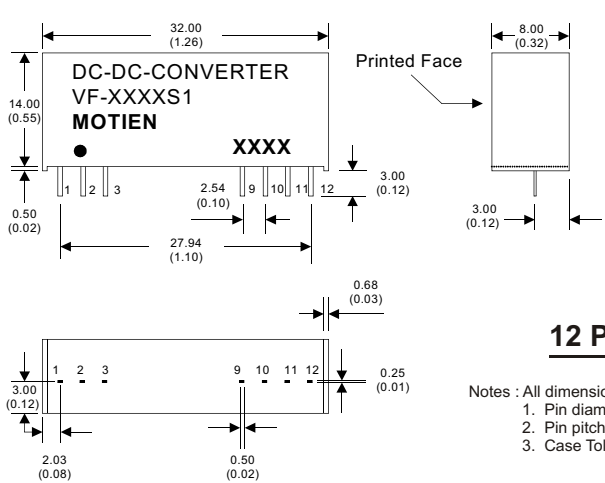 32.00
(1.26)
8.00
(0.32)
Printed Face
DC-DC-CONVERTER
VF-XXXXS1
MOTIEN
XXXX
14.00
(0.55)
1 2 3
2.54
(0.10)
9 10 11 12
3.00
(0.12)
0.50
(0.02)
3.00
(0.12)
27.94
(1.10)
0.68
(0.03)
12 P
1 2 3 9 10 11 12
0.25
(0.01)
3.00
(0.12)
Notes : All dimensio
1. Pin diam
2. Pin pitch
3. Case Tol
2.03
(0.08)
0.50
(0.02)